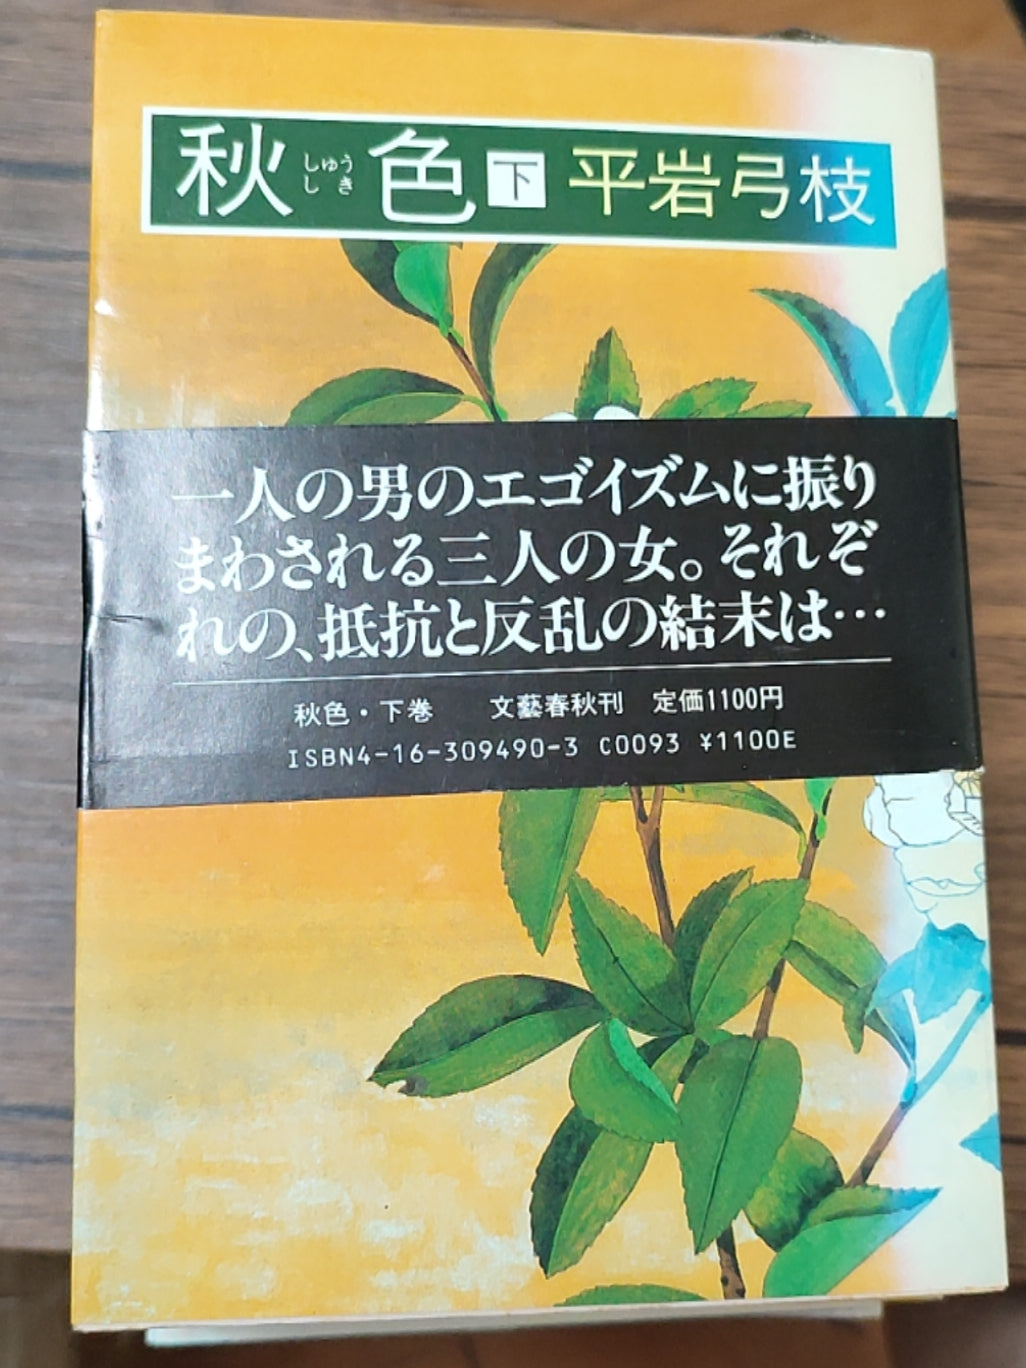 秋しゅう色しき 下 平岩弓枝
一人の男のエゴイズムに振り
まわされる三人の女。それぞ
れの、抵抗と反乱の結末は…
秋色・下巻 文藝春秋刊 定価1100円
ISBN4-16-309490-3 C0093 ¥1100E